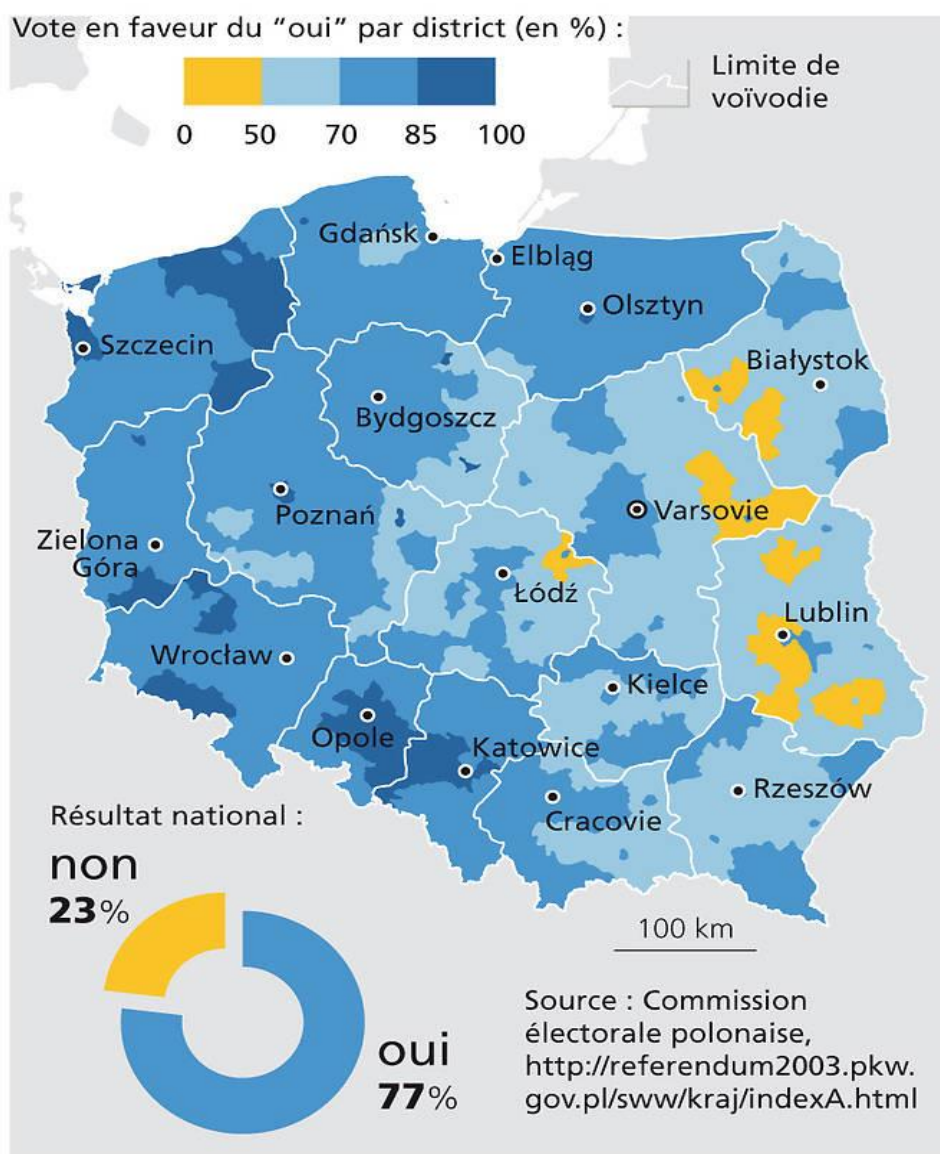 Vote en faveur du “oui” par district (en %) :
0 50 70 85 100
Limite de
voïvodie
Gdańsk
Elbląg
Olsztyn
Szczecin
Białystok
Bydgoszcz
Poznań
Varsovie
Zielona
Góra
Łódź
Lublin
Wrocław
Kielce
Opole
Katowice
Rzeszów
Cracovie
Résultat national :
non
23%
oui
77%
100 km
Source : Commission
électorale polonaise,
http://referendum2003.pkw.
gov.pl/sww/kraj/indexA.html